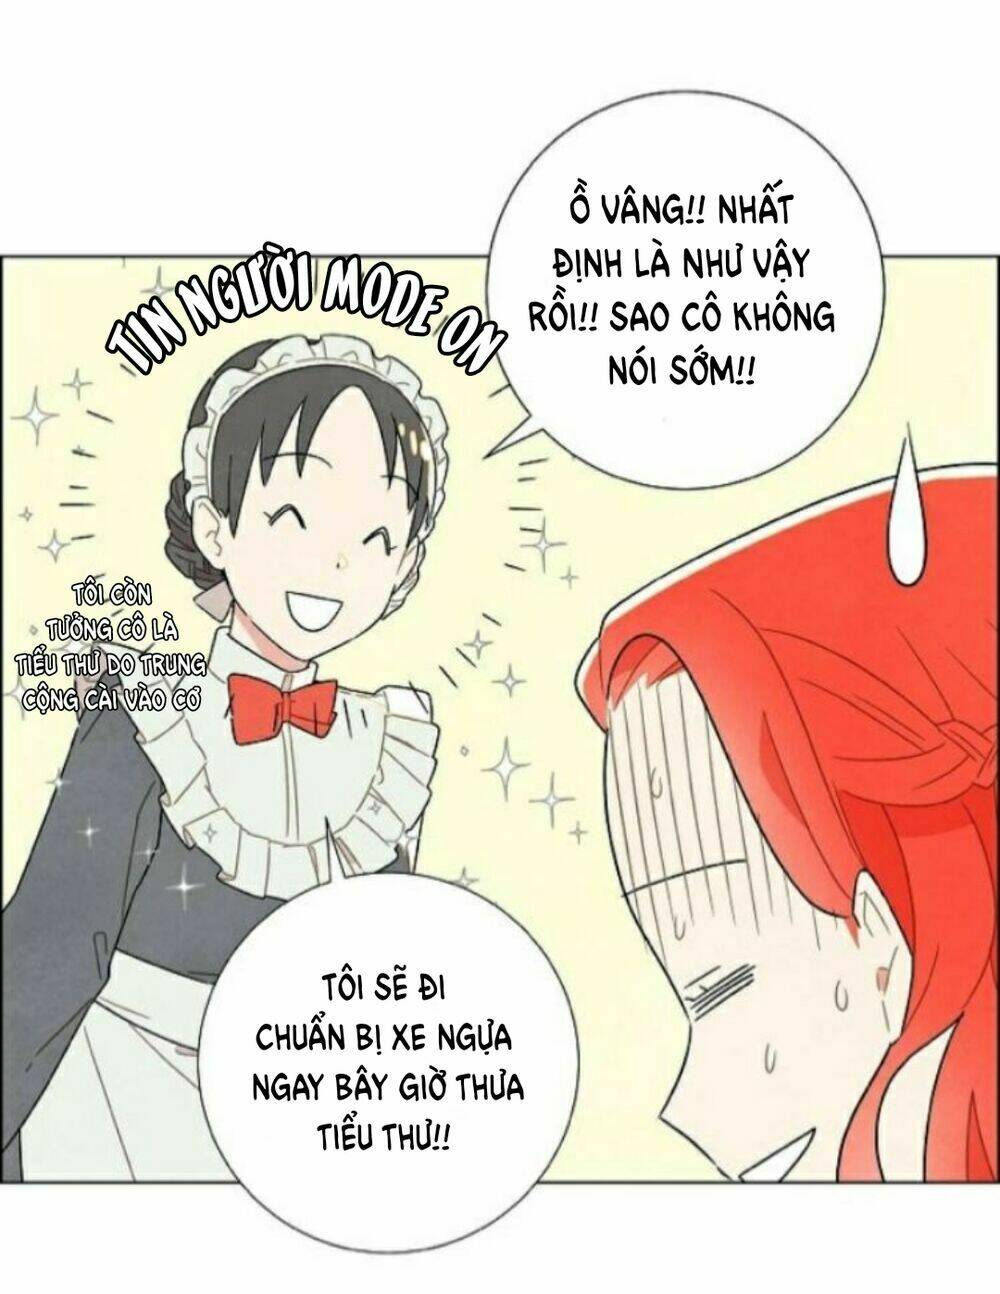 Ồ VÂNG!! NHẤT
ĐỊNH LÀ NHƯ VẬY
RỒI!! SAO CÔ KHÔNG
NÓI SỚM!!
TIN NGƯỜI MODE ON
TÔI CÒN
TƯỞNG CÔ LÀ
TIỂU THƯ DO TRUNG
CỘNG CÀI VÀO CƠ
TÔI SẼ ĐI
CHUẨN BỊ XE NGỰA
NGAY BÂY GIỜ THƯA
TIỂU THƯ!!